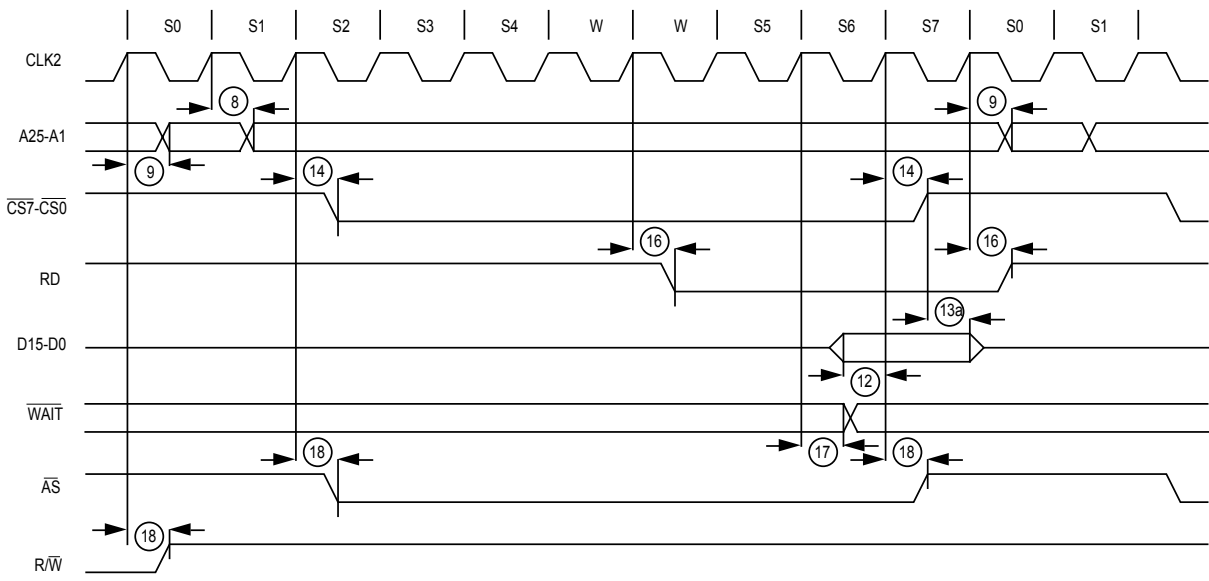 S0 S1 S2 S3 S4 W W S5 S6 S7 S0 S1
CLK2
8 9
A25-A1
9 14 14
CS7-CS0
16 16
RD
13a
D15-D0
12
WAIT
18 17 18
AS
18
R/W